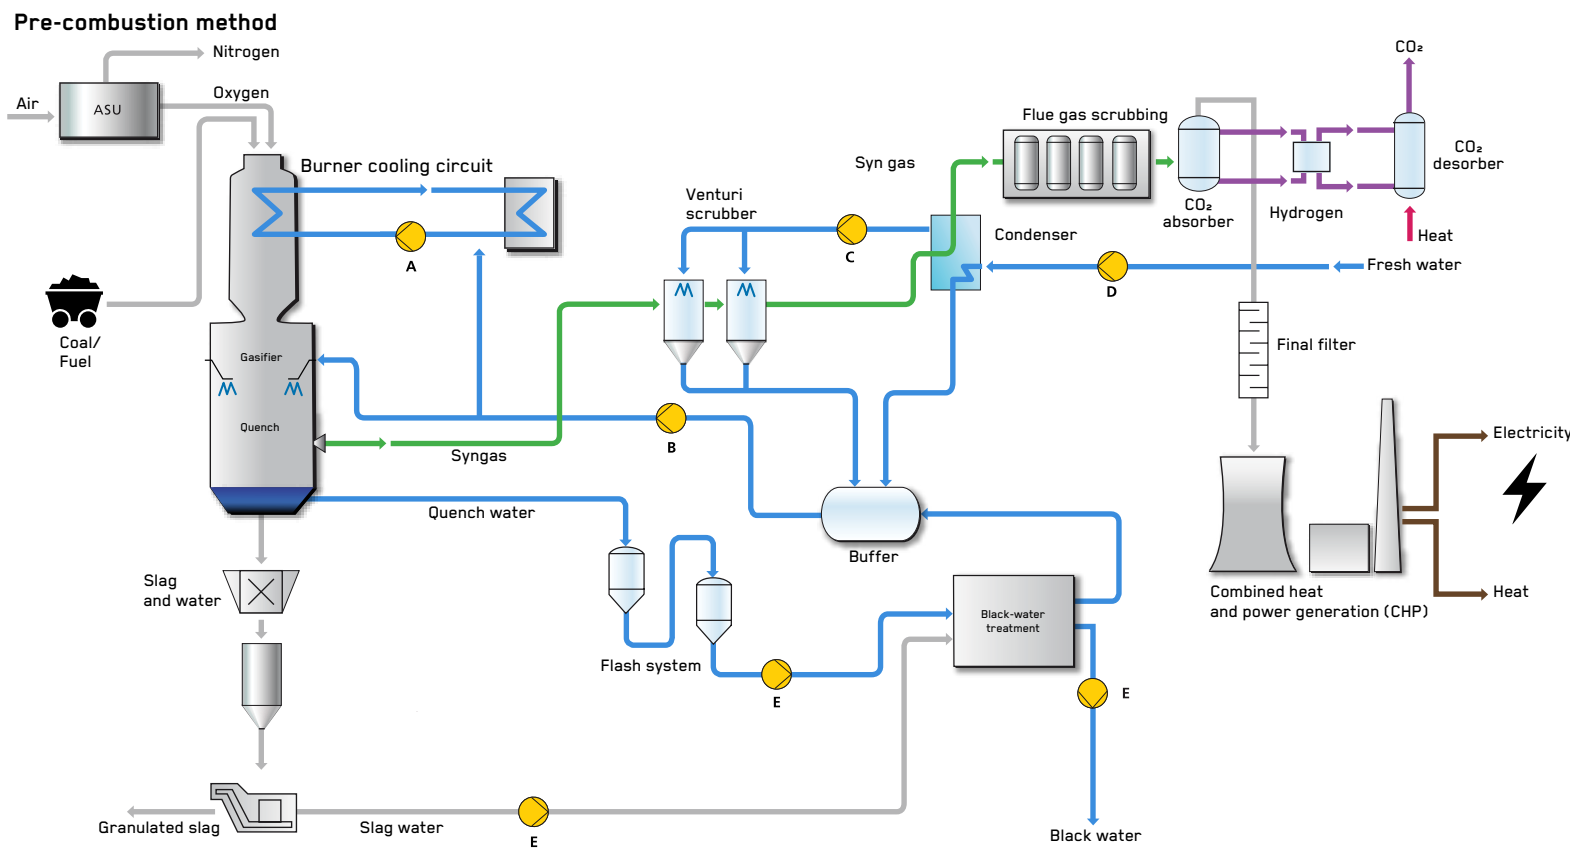 Pre-combustion method
Nitrogen
Air
ASU
Oxygen
Burner cooling circuit
A
Coal/
Fuel
Gasifier
Quench
Syngas
Quench water
B
Venturi
scrubber
C
Syn gas
Condenser
Flue gas scrubbing
CO₂
absorber
Hydrogen
CO₂
CO₂
desorber
Heat
Fresh water
D
Final filter
Electricity
Heat
Combined heat
and power generation (CHP)
Buffer
Black-water
treatment
Flash system
E
E
Black water
Slag
and water
Granulated slag
Slag water
E